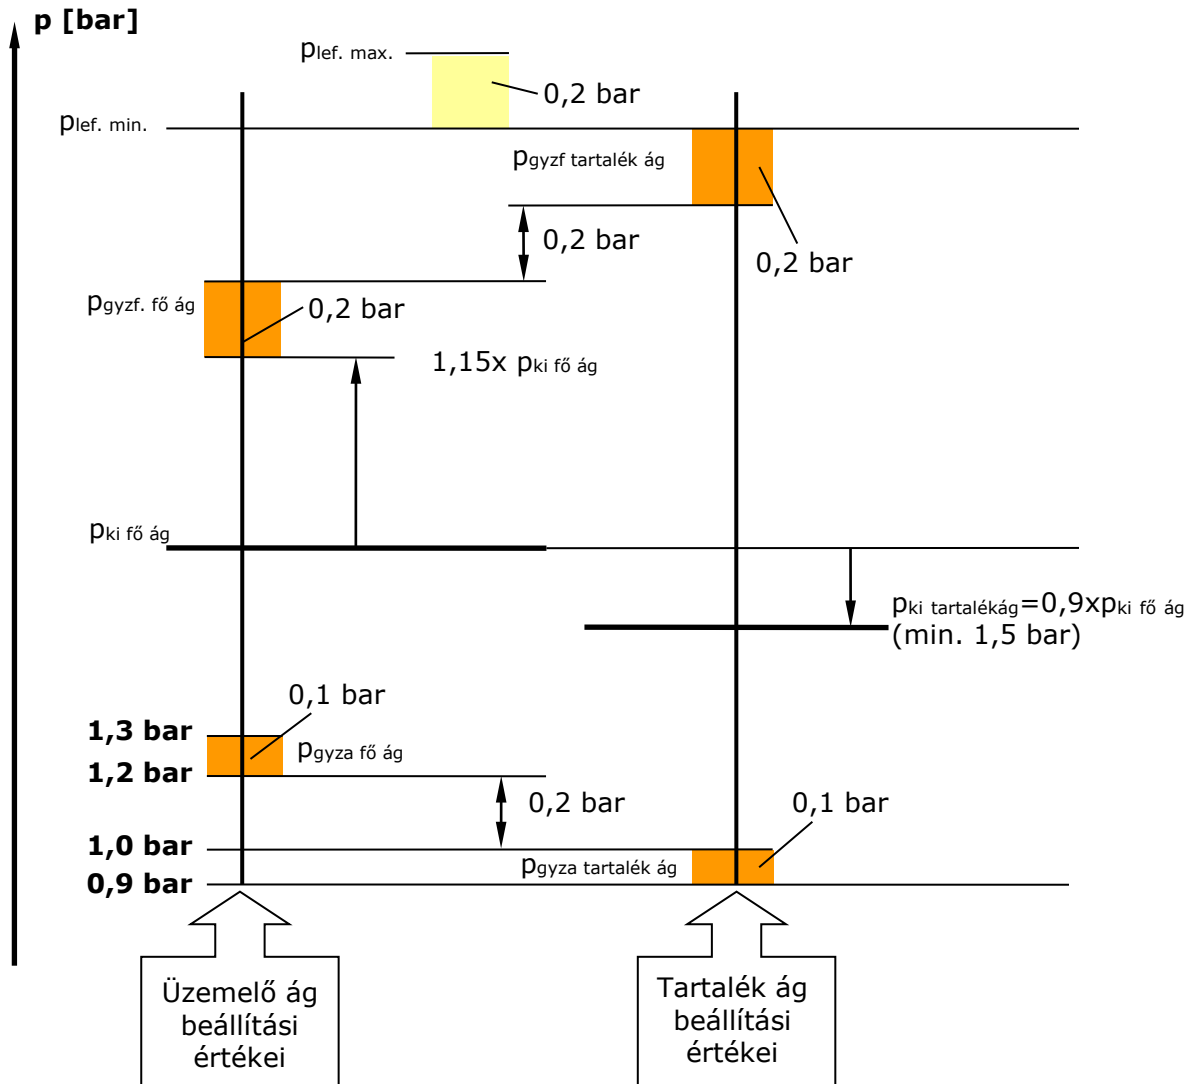 p [bar]
plef. max.
0,2 bar
plef. min.
pgyzf tartalék ág
0,2 bar
0,2 bar
pgyzf. fő ág
0,2 bar
1,15x pki fő ág
pki fő ág
pki tartalékág=0,9xpki fő ág
(min. 1,5 bar)
0,1 bar
1,3 bar
pgyza fő ág
1,2 bar
0,2 bar
0,1 bar
1,0 bar
pgyza tartalék ág
0,9 bar
Üzemelő ág
beállítási
értékei
Tartalék ág
beállítási
értékei